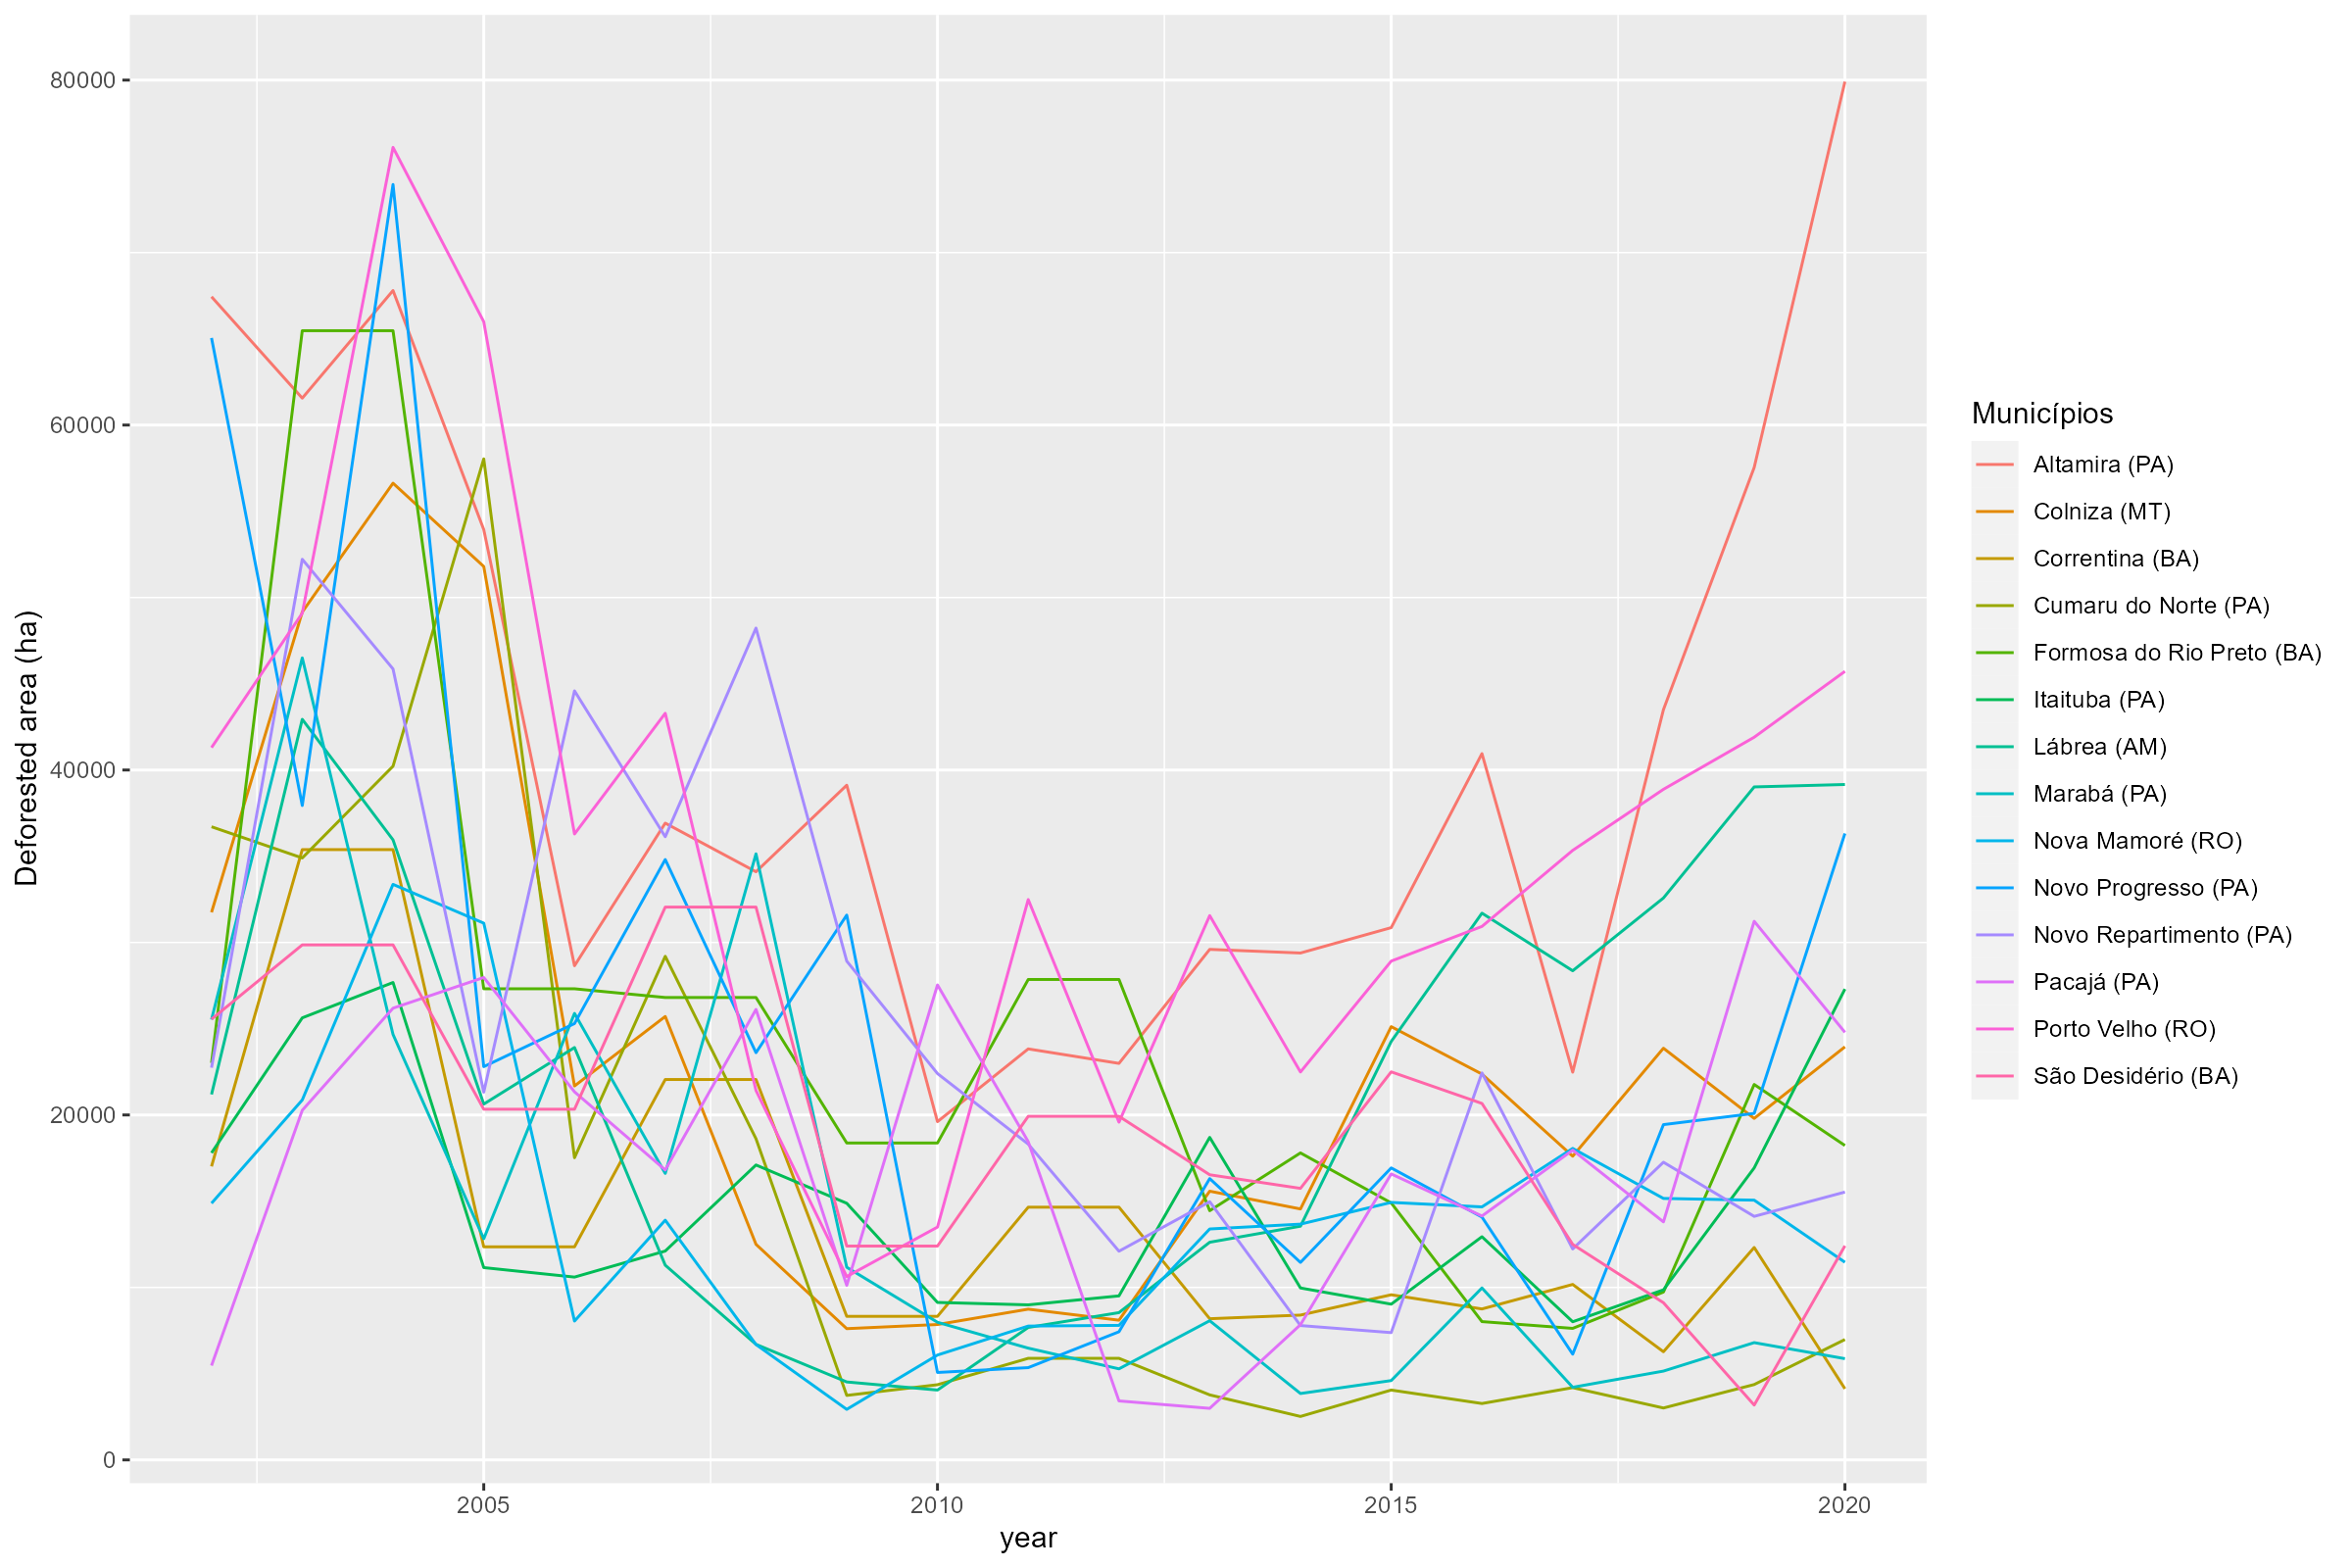 80000
60000
40000
20000
0
Deforested area (ha)
2005
2010
2015
2020
year
Municípios
Altamira (PA)
Colniza (MT)
Correntina (BA)
Cumaru do Norte (PA)
Formosa do Rio Preto (BA)
Itaituba (PA)
Lábrea (AM)
Marabá (PA)
Nova Mamoré (RO)
Novo Progresso (PA)
Novo Repartimento (PA)
Pacajá (PA)
Porto Velho (RO)
São Desidério (BA)